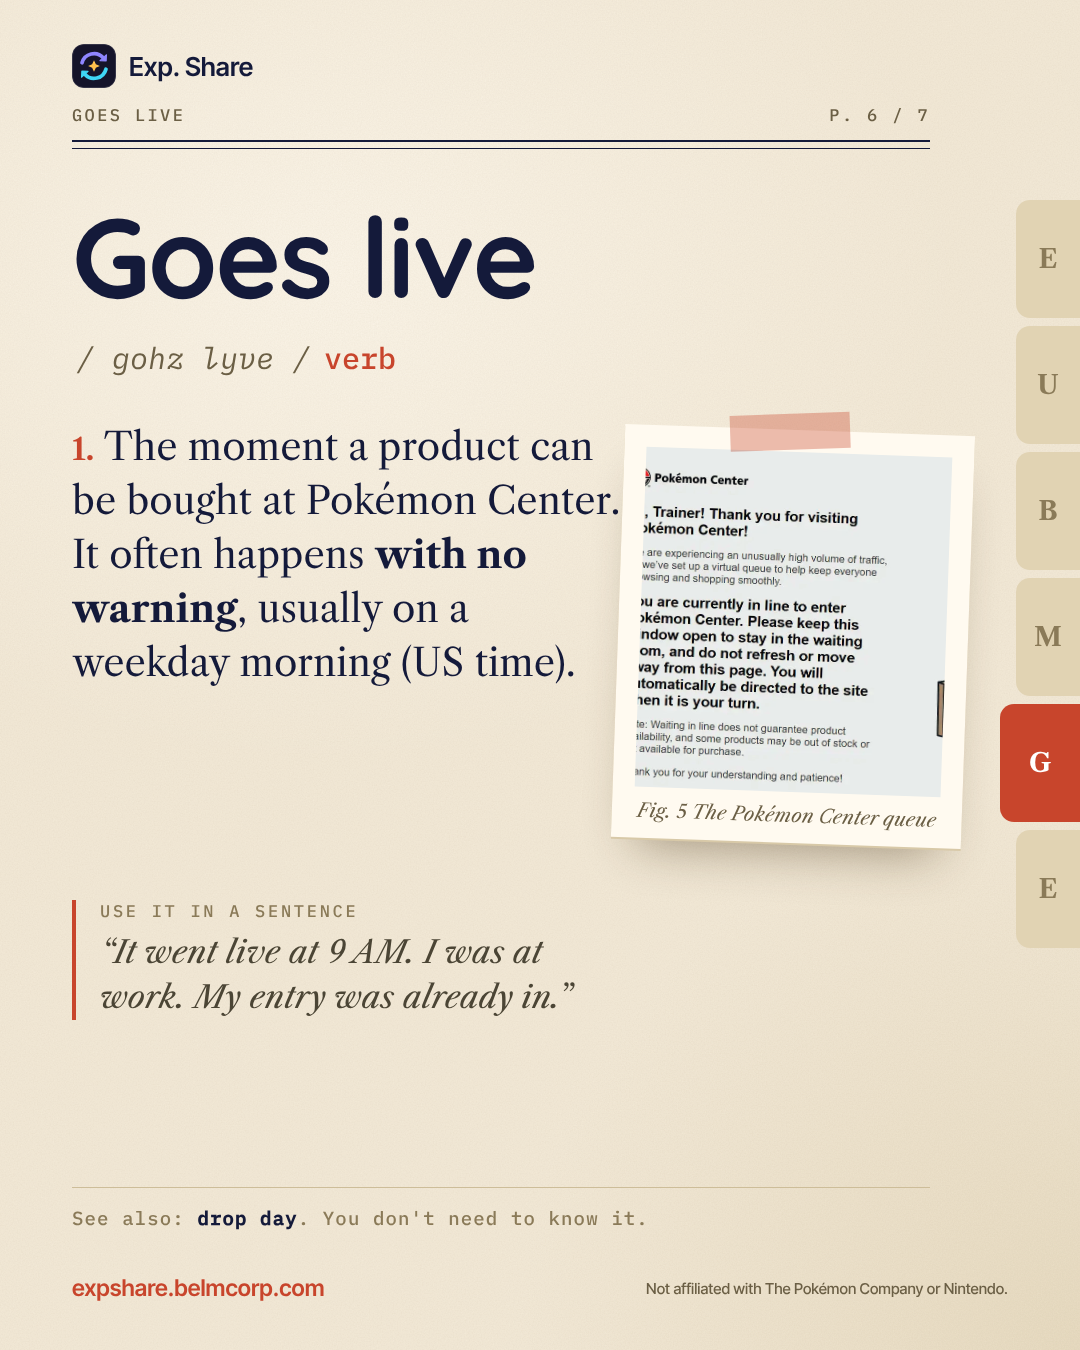 Exp. Share
GOES LIVE
P. 6 / 7
Goes live
/ gohz lyve / verb
1. The moment a product can
be bought at Pokémon Center.
It often happens with no
warning, usually on a
weekday morning (US time).
Pokémon Center
, Trainer! Thank you for visiting
okémon Center!
are experiencing an unusually high volume of traffic,
we've set up a virtual queue to help keep everyone
wsing and shopping smoothly.
ou are currently in line to enter
okémon Center. Please keep this
ndow open to stay in the waiting
om, and do not refresh or move
way from this page. You will
tomatically be directed to the site
hen it is your turn.
te: Waiting in line does not guarantee product
ailability, and some products may be out of stock or
available for purchase.
ank you for your understanding and patience!
Fig. 5 The Pokémon Center queue
E
U
B
M
G
E
USE IT IN A SENTENCE
“It went live at 9 AM. I was at
work. My entry was already in.”
See also: drop day. You don't need to know it.
expshare.belmcorp.com
Not affiliated with The Pokémon Company or Nintendo.